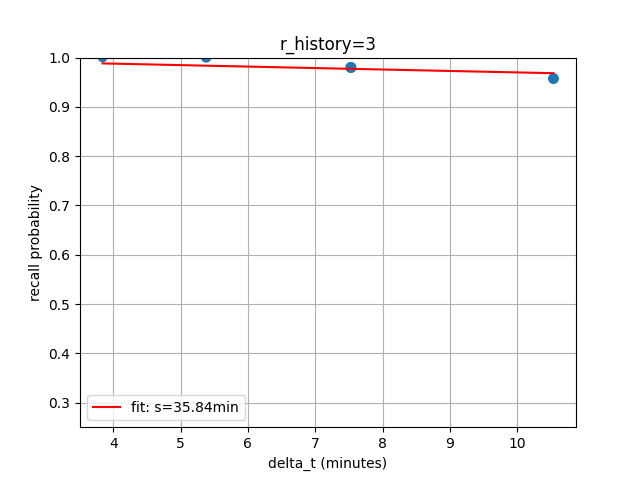 r_history=3
1.0
0.9
0.8
0.7
0.6
0.5
0.4
0.3
recall probability
fit: s=35.84min
4 5 6 7 8 9 10
delta_t (minutes)